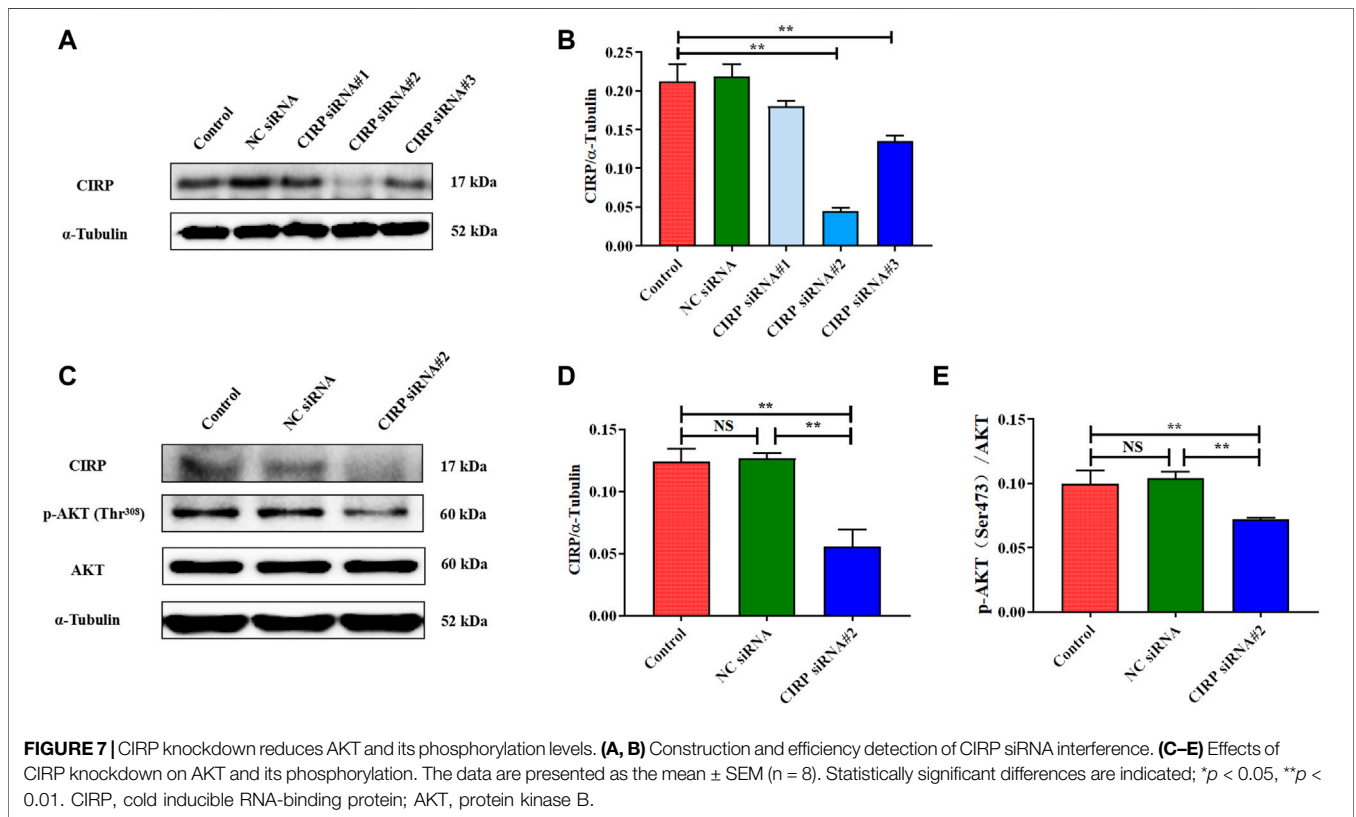 A
Control
NC siRNA
CIRP siRNA#1
CIRP siRNA#2
CIRP siRNA#3
CIRP
17 kDa
α-Tubulin
52 kDa
B
**
**
CIRP/α-Tubulin
0.25
0.20
0.15
0.10
0.05
0.00
Control
NC siRNA
CIRP siRNA#1
CIRP siRNA#2
CIRP siRNA#3
C
Control
NC siRNA
CIRP siRNA#2
CIRP
17 kDa
p-AKT (Thr³⁰⁸)
60 kDa
AKT
60 kDa
α-Tubulin
52 kDa
D
**
NS
**
CIRP/α-Tubulin
0.15
0.10
0.05
0.00
Control
NC siRNA
CIRP siRNA#2
E
**
NS
**
p-AKT（Ser473）/ AKT
0.15
0.10
0.05
0.00
Control
NC siRNA
CIRP siRNA#2
FIGURE 7 | CIRP knockdown reduces AKT and its phosphorylation levels. (A, B) Construction and efficiency detection of CIRP siRNA interference. (C–E) Effects of
CIRP knockdown on AKT and its phosphorylation. The data are presented as the mean ± SEM (n = 8). Statistically significant differences are indicated; *p < 0.05, **p <
0.01. CIRP, cold inducible RNA-binding protein; AKT, protein kinase B.